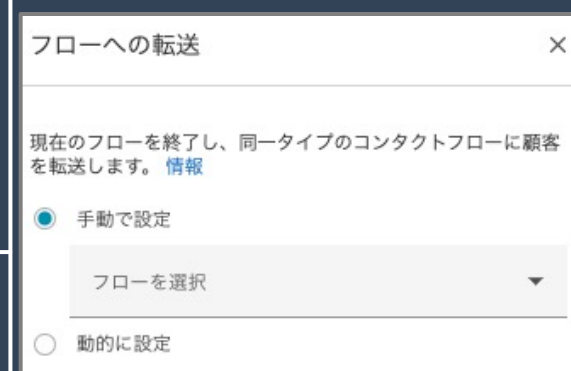 フローへの転送
現在のフローを終了し、同一タイプのコンタクトフローに顧客
を転送します。 情報
手動で設定
フローを選択
動的に設定